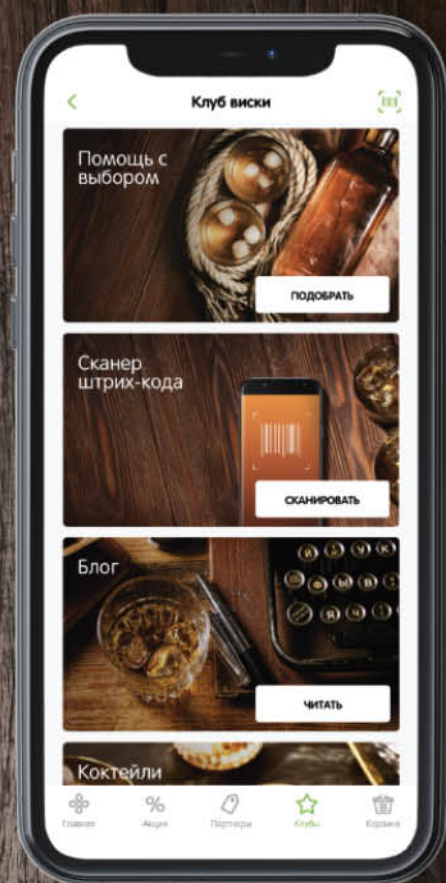 Клуб виски
Помощь с
выбором
ПОДОБРАТЬ
Сканер
штрих-кода
СКАНИРОВАТЬ
Блог
й у к
ф ы в
я ч
ЧИТАТЬ
Коктейли
Главная
Акции
Партнеры
Клубы
Корзина